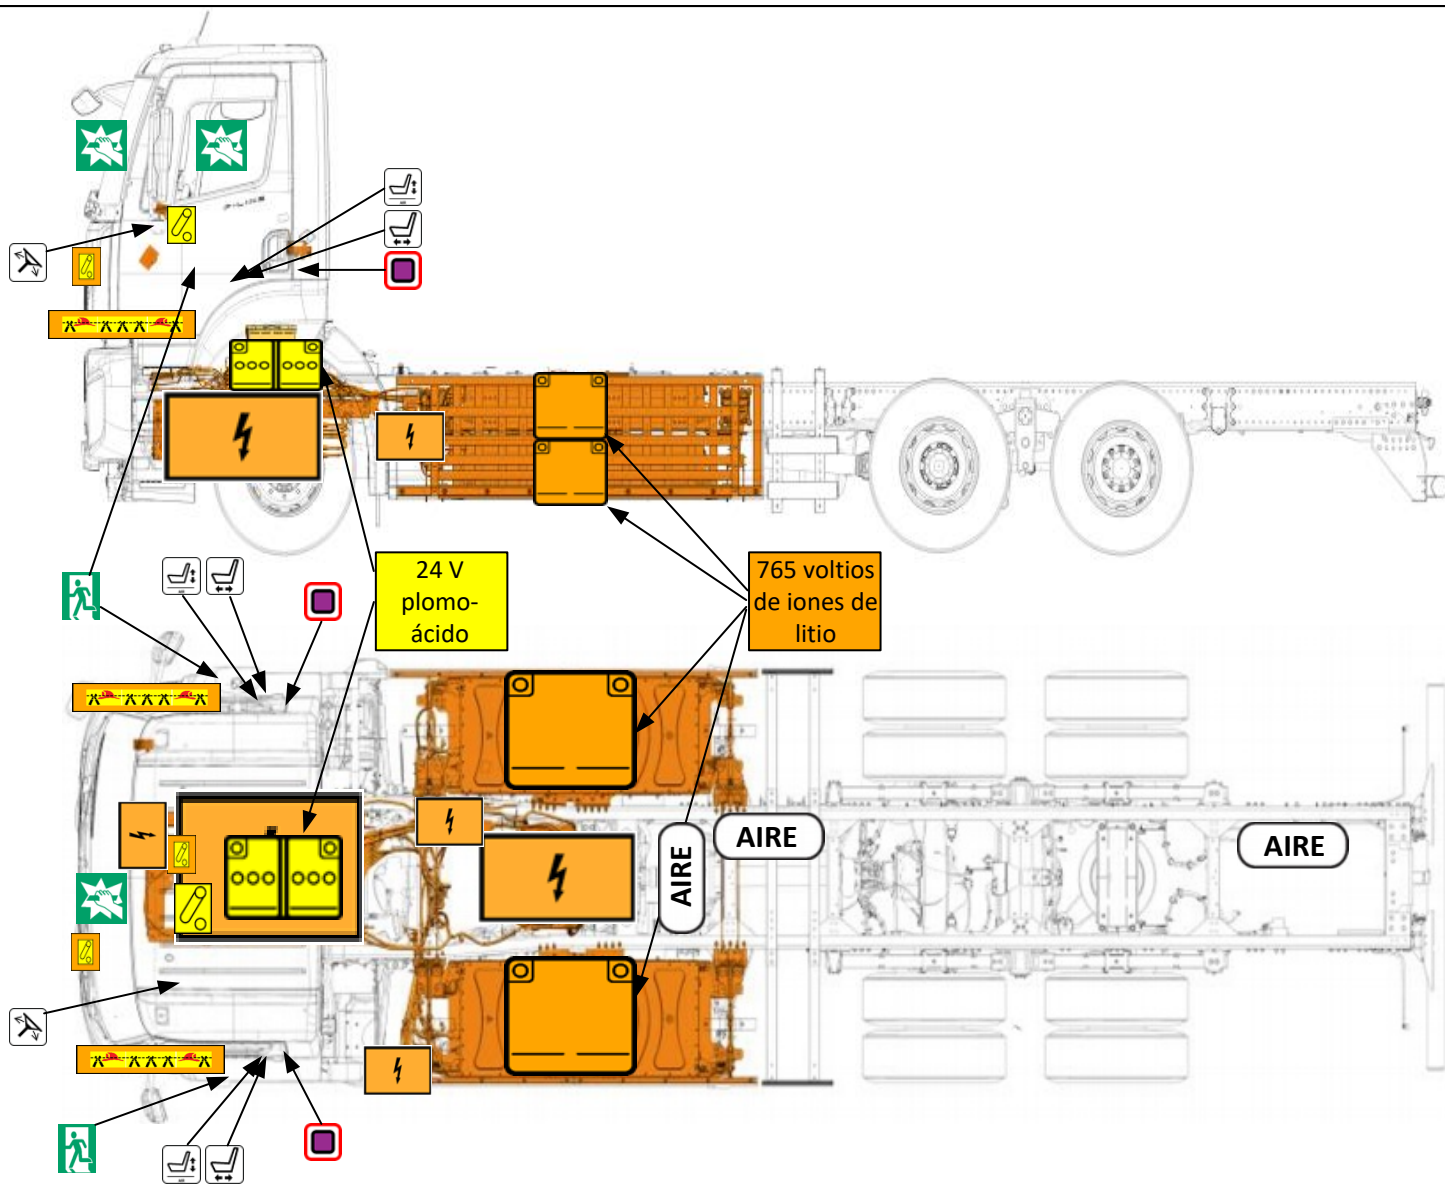 24 V
plomo-
ácido
765 voltios
de iones de
litio
AIRE
AIRE
AIRE